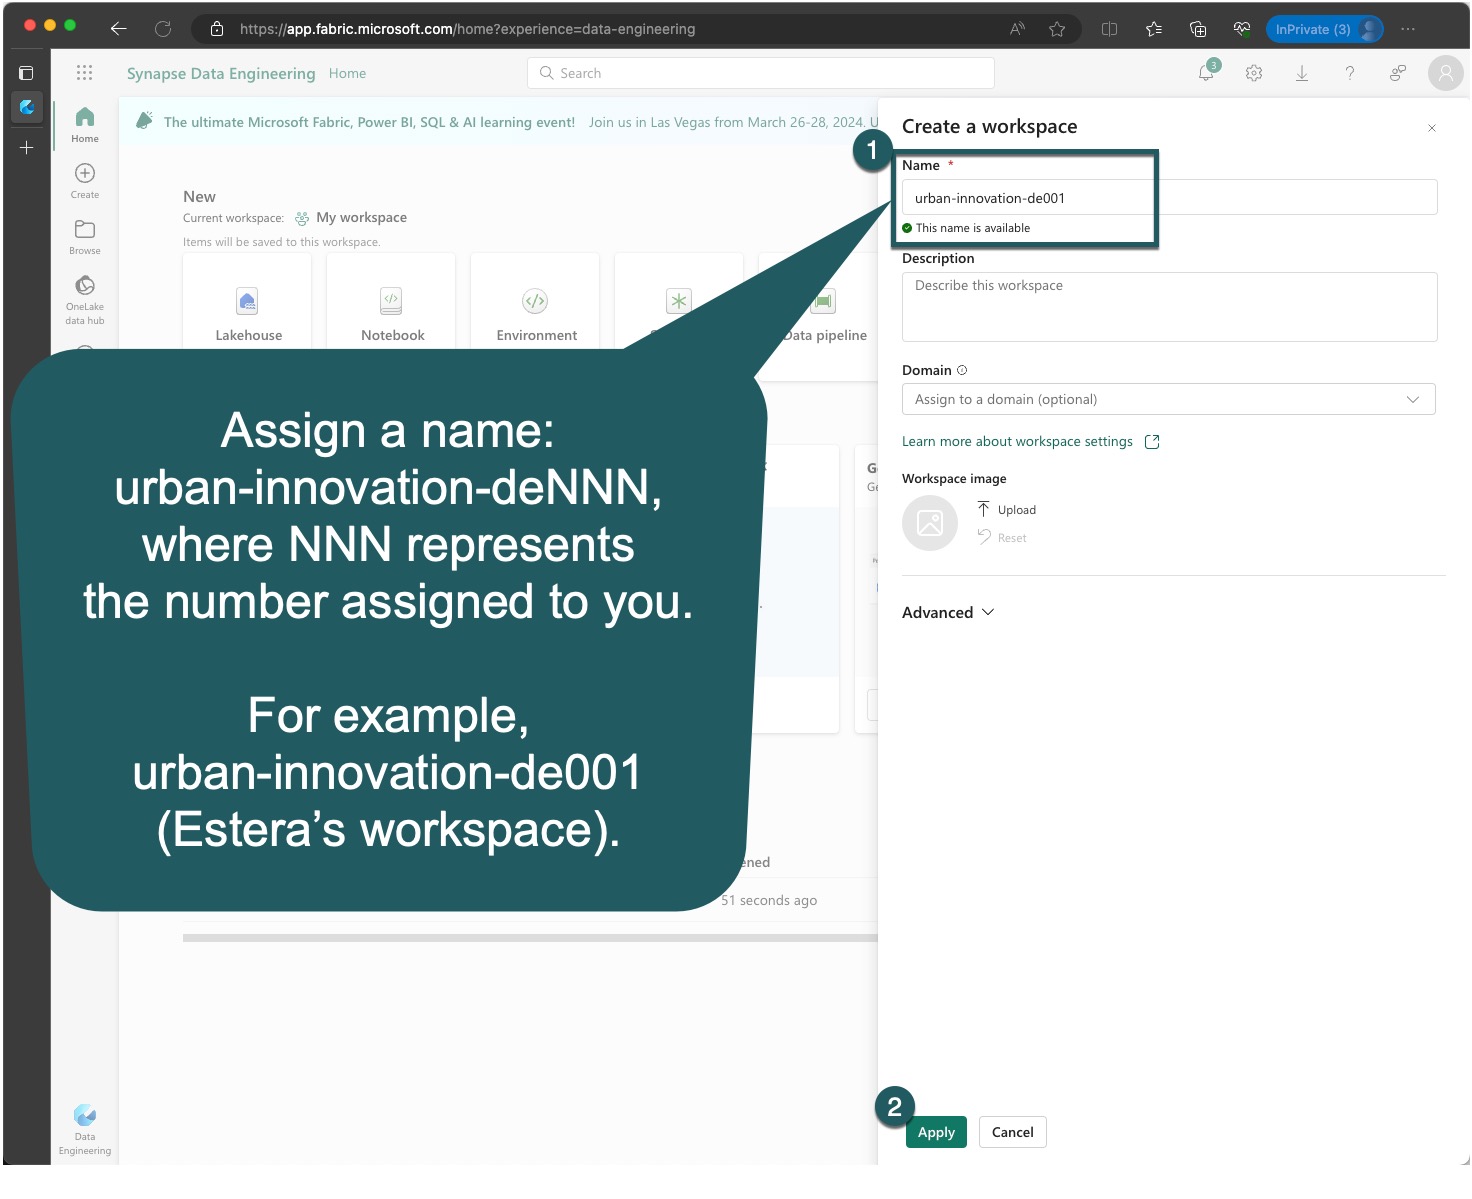 https://app.fabric.microsoft.com/home?experience=data-engineering
InPrivate (3)
Synapse Data Engineering Home
Search
3
Home
Create
Browse
OneLake
data hub
Data
Engineering
The ultimate Microsoft Fabric, Power BI, SQL & AI learning event! Join us in Las Vegas from March 26-28, 2024. U
New
Current workspace: My workspace
Items will be saved to this workspace.
Lakehouse
Notebook
Environment
Data pipeline
Assign a name:
urban-innovation-deNNN,
where NNN represents
the number assigned to you.
For example,
urban-innovation-de001
(Estera's workspace).
51 seconds ago
Create a workspace
1
Name *
urban-innovation-de001
This name is available
Description
Describe this workspace
Domain
Assign to a domain (optional)
Learn more about workspace settings
Workspace image
Upload
Reset
Advanced
2
Apply
Cancel